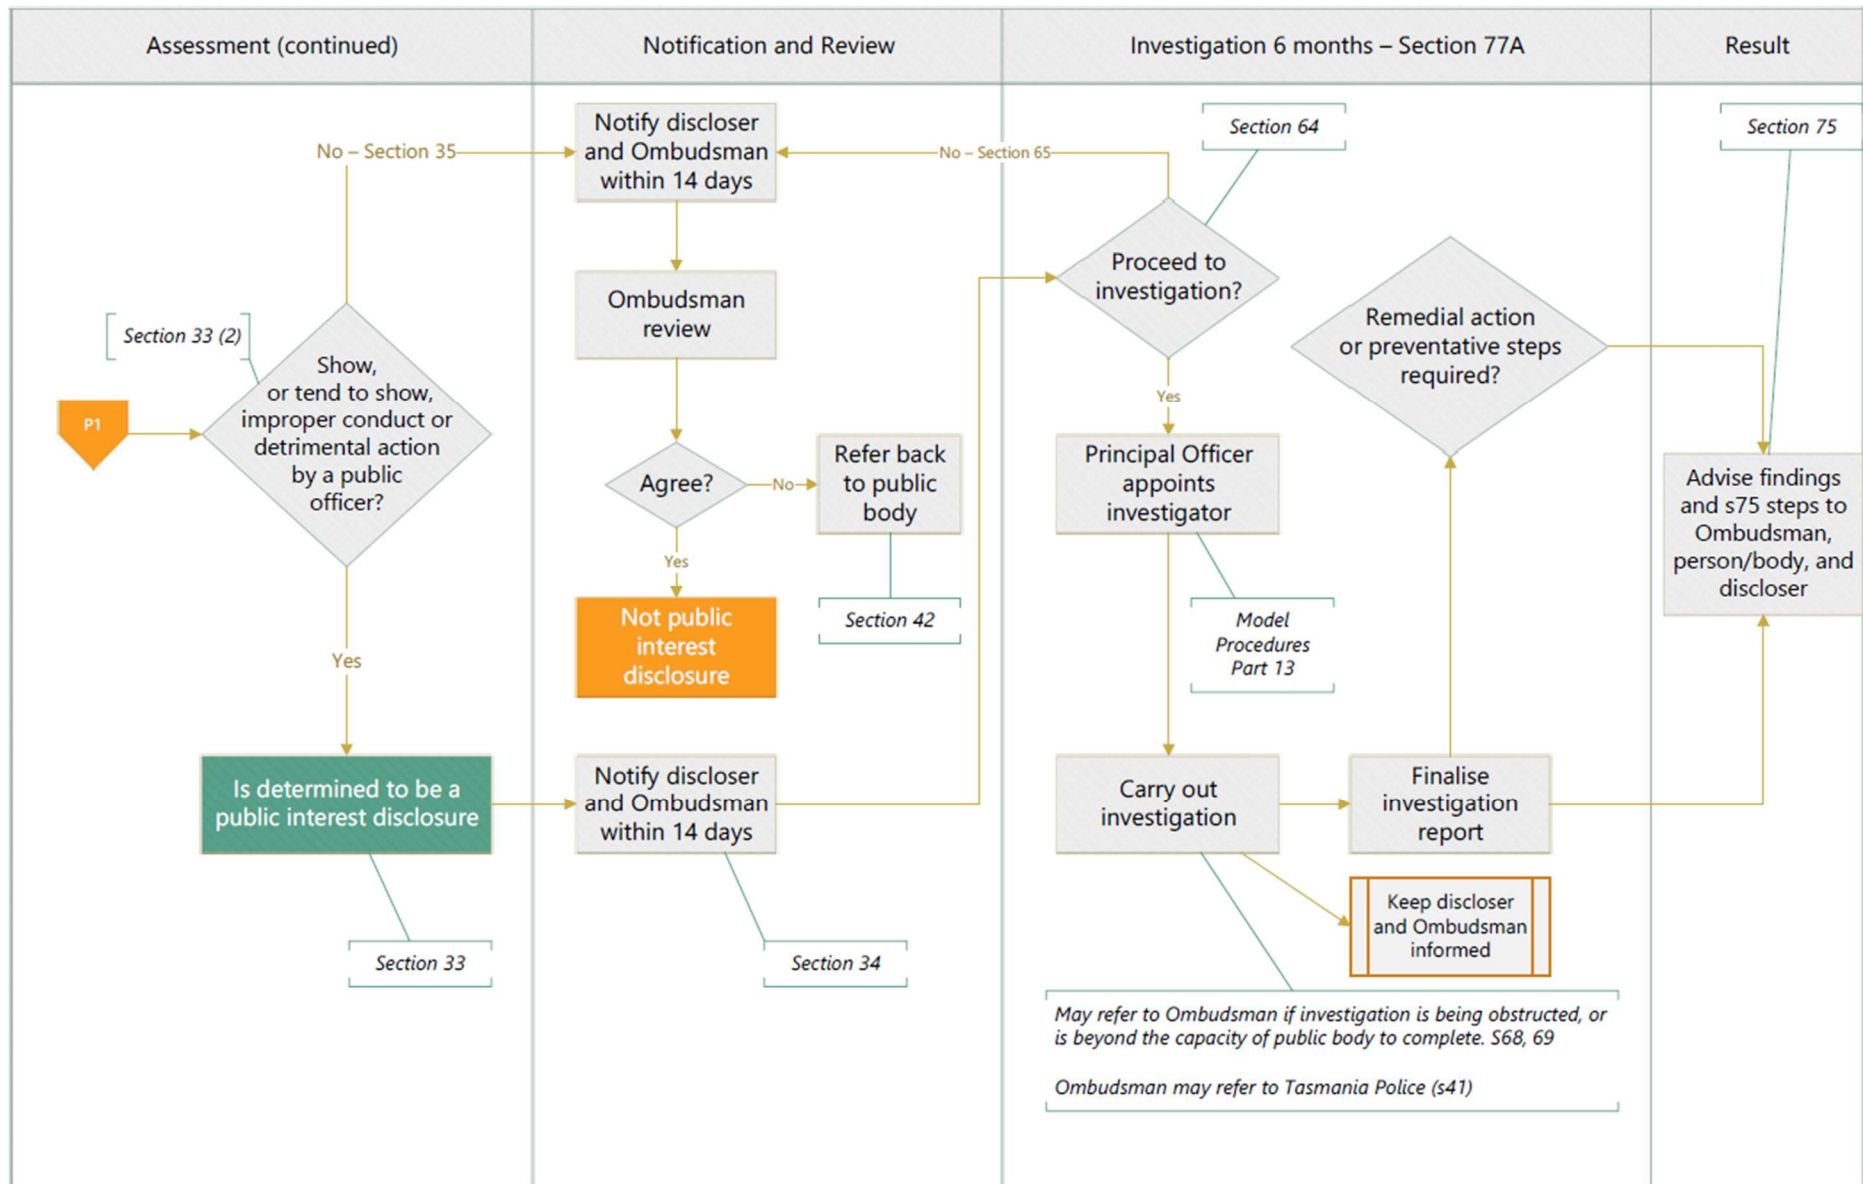 Assessment (continued)
Notification and Review
Investigation 6 months – Section 77A
Result
No – Section 35
Section 33 (2)
P1
Show,
or tend to show,
improper conduct or
detrimental action
by a public
officer?
Yes
Is determined to be a
public interest disclosure
Section 33
Notify discloser
and Ombudsman
within 14 days
Ombudsman
review
Agree?
No
Refer back
to public
body
Section 42
Yes
Not public
interest
disclosure
Notify discloser
and Ombudsman
within 14 days
Section 34
No – Section 65
Section 64
Proceed to
investigation?
Yes
Principal Officer
appoints
investigator
Model
Procedures
Part 13
Carry out
investigation
Finalise
investigation
report
Keep discloser
and Ombudsman
informed
May refer to Ombudsman if investigation is being obstructed, or
is beyond the capacity of public body to complete. S68, 69
Ombudsman may refer to Tasmania Police (s41)
Remedial action
or preventative steps
required?
Section 75
Advise findings
and s75 steps to
Ombudsman,
person/body, and
discloser